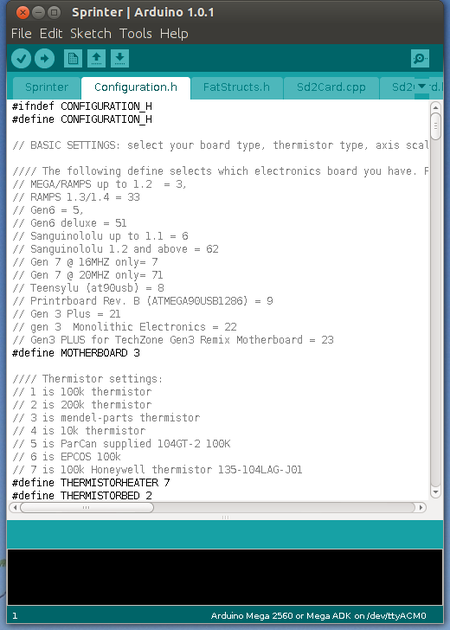 Sprinter | Arduino 1.0.1
File Edit Sketch Tools Help
Sprinter Configuration.h FatStructs.h Sd2Card.cpp
#ifndef CONFIGURATION_H
#define CONFIGURATION_H
// BASIC SETTINGS: select your board type, thermistor type, axis scal
//// The following define selects which electronics board you have. F
// MEGA/RAMPS up to 1.2  = 3,
// RAMPS 1.3/1.4 = 33
// Gen6 = 5,
// Gen6 deluxe = 51
// Sanguinololu up to 1.1 = 6
// Sanguinololu 1.2 and above = 62
// Gen 7 @ 16MHZ only= 7
// Gen 7 @ 20MHZ only= 71
// Teensylu (at90usb) = 8
// Printrboard Rev. B (ATMEGA90USB1286) = 9
// Gen 3 Plus = 21
// gen 3  Monolithic Electronics = 22
// Gen3 PLUS for TechZone Gen3 Remix Motherboard = 23
#define MOTHERBOARD 3
//// Thermistor settings:
// 1 is 100k thermistor
// 2 is 200k thermistor
// 3 is mendel-parts thermistor
// 4 is 10k thermistor
// 5 is ParCan supplied 104GT-2 100K
// 6 is EPCOS 100k
// 7 is 100k Honeywell thermistor 135-104LAG-J01
#define THERMISTORHEATER 7
#define THERMISTORBED 2
1 Arduino Mega 2560 or Mega ADK on /dev/ttyACM0